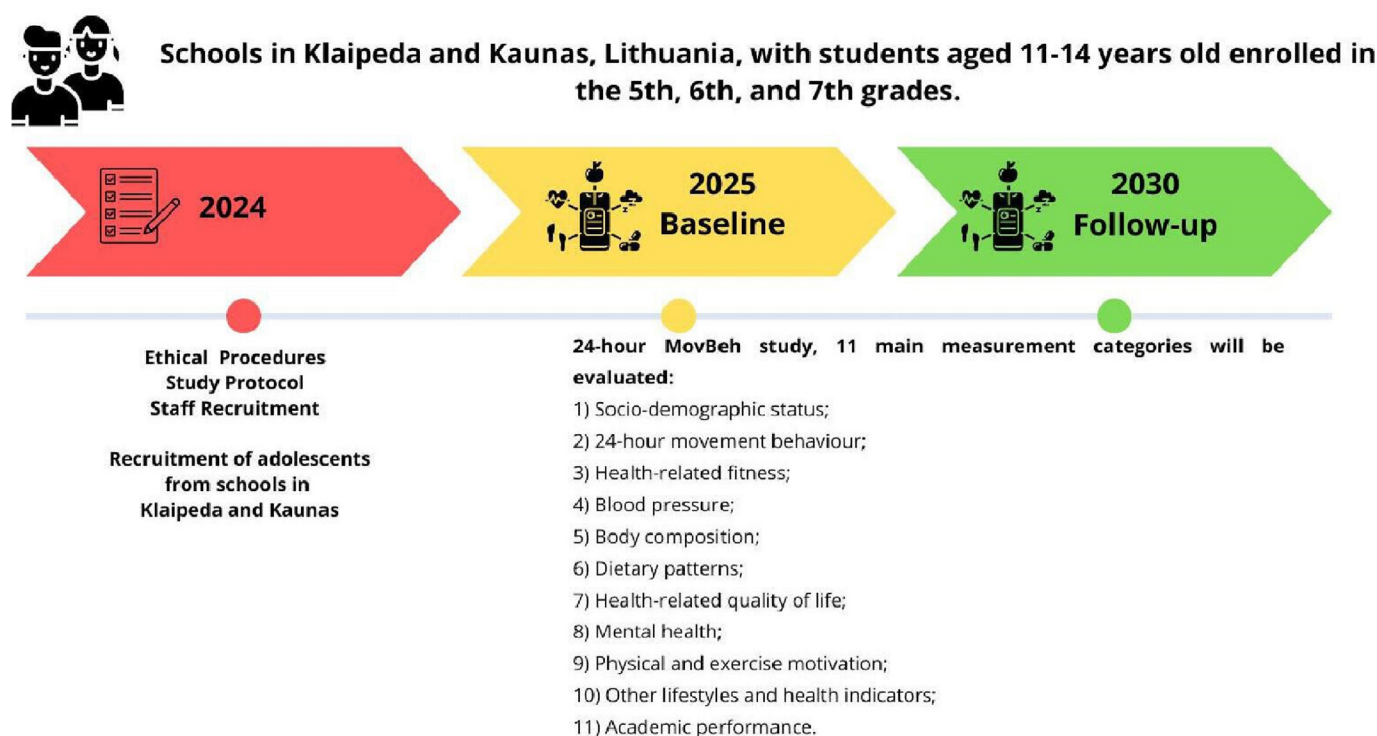 Schools in Klaipeda and Kaunas, Lithuania, with students aged 11-14 years old enrolled in
the 5th, 6th, and 7th grades.
2024
2025
Baseline
2030
Follow-up
Ethical Procedures
Study Protocol
Staff Recruitment
Recruitment of adolescents
from schools in
Klaipeda and Kaunas
24-hour MovBeh study, 11 main measurement categories will be
evaluated:
1) Socio-demographic status;
2) 24-hour movement behaviour;
3) Health-related fitness;
4) Blood pressure;
5) Body composition;
6) Dietary patterns;
7) Health-related quality of life;
8) Mental health;
9) Physical and exercise motivation;
10) Other lifestyles and health indicators;
11) Academic performance.